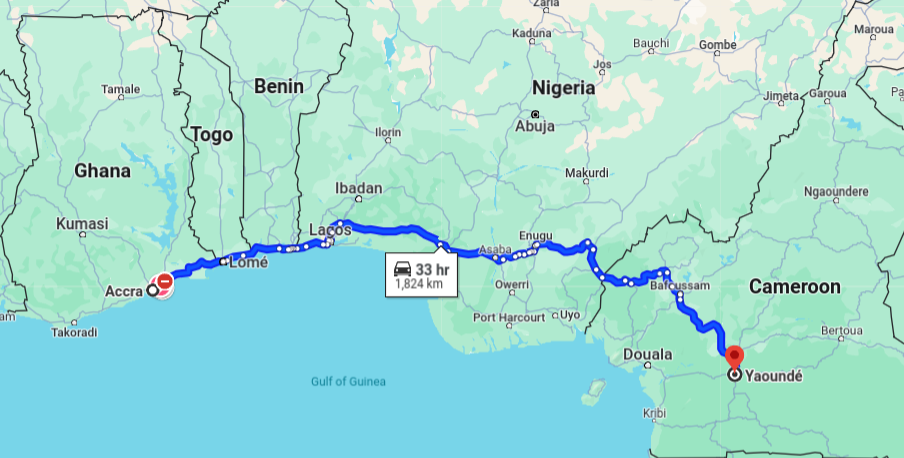 Zaria
Kaduna
Bauchi
Gombe
Maroua
Jos
Tamale
Benin
Nigeria
Jimeta
Garoua
Togo
Abuja
Ilorin
Ghana
Makurdi
Ibadan
Ngaoundere
Kumasi
Lagos
Enugu
Asaba
Lomé
33 hr
1,824 km
Accra
Owerri
Bafoussam
Cameroon
Port Harcourt
Uyo
Takoradi
Bertoua
Douala
Yaoundé
Gulf of Guinea
Kribi